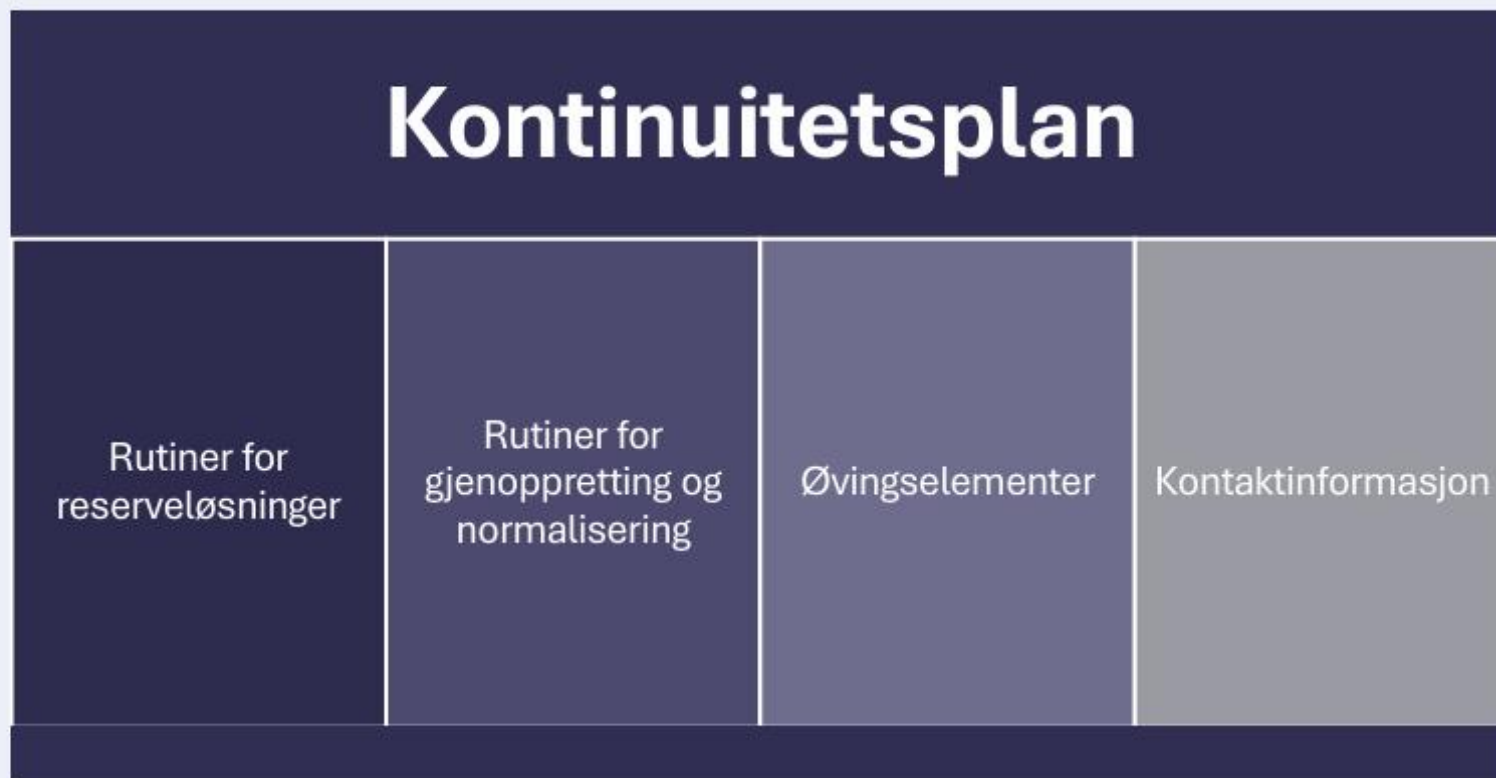 Kontinuitetsplan
Rutiner for
reserveløsninger
Rutiner for
gjenoppretting og
normalisering
Øvingselementer
Kontaktinformasjon